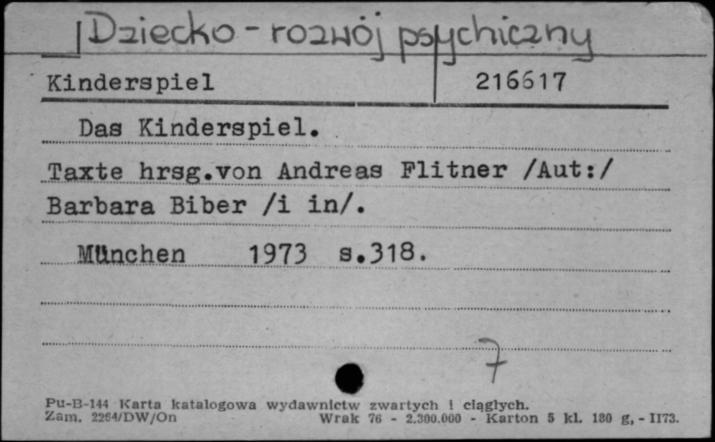 Dziecko - rozwój psychiczny
Kinderspiel 216617
Das Kinderspiel.
Taxte hrsg.von Andreas Flitner /Aut:/
Barbara Biber /i in/.
München 1973 s.318.
7
Pu-B-144 Karta katalogowa wydawnictw zwartych i ciągłych.
Zam. 2264/DW/On Wrak 76 - 2.300.000 - Karton 5 kl. 180 g, - II73.